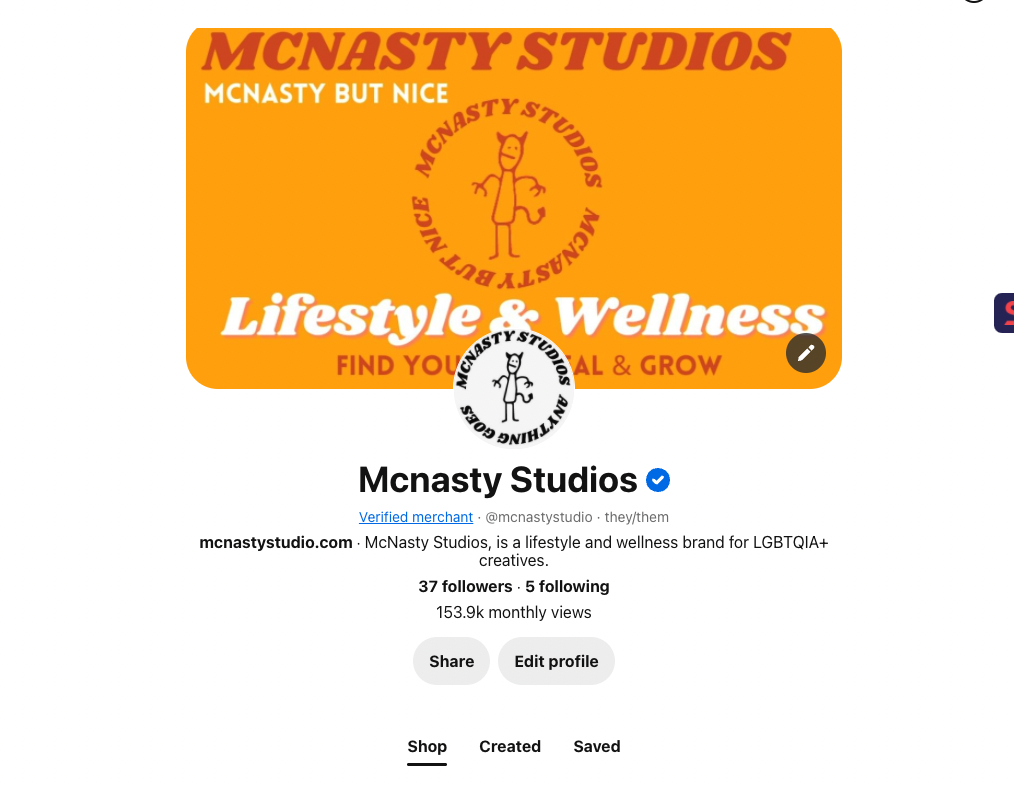 MCNASTY STUDIOS
MCNASTY BUT NICE
MCNASTY STUDIOS MCNASTY BUT NICE
Lifestyle & Wellness
FIND & GROW
MCNASTY STUDIOS ANYTHING GOES
Mcnasty Studios
Verified merchant · @mcnastystudio · they/them
mcnastystudio.com · McNasty Studios, is a lifestyle and wellness brand for LGBTQIA+
creatives.
37 followers · 5 following
153.9k monthly views
Share Edit profile
Shop Created Saved